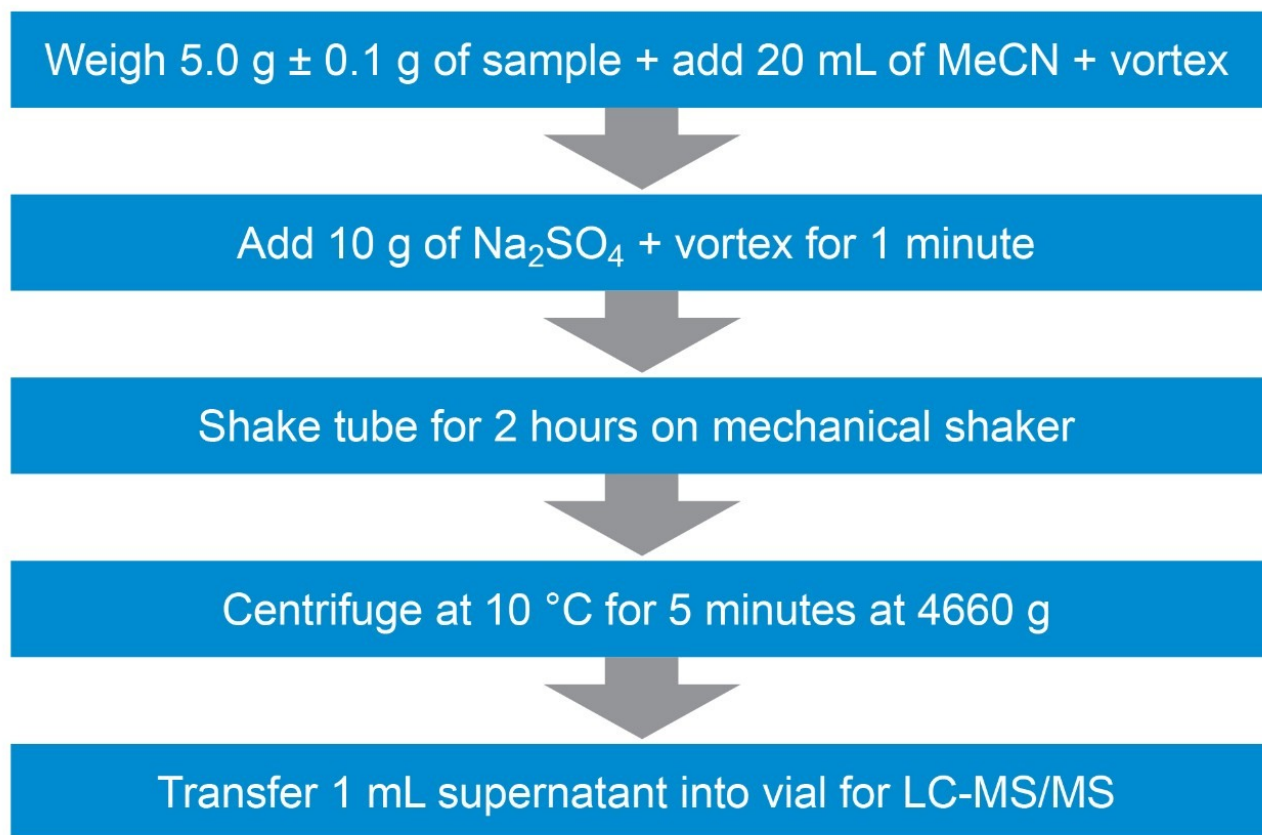 Weigh 5.0 g ± 0.1 g of sample + add 20 mL of MeCN + vortex
Add 10 g of Na₂SO₄ + vortex for 1 minute
Shake tube for 2 hours on mechanical shaker
Centrifuge at 10 °C for 5 minutes at 4660 g
Transfer 1 mL supernatant into vial for LC-MS/MS